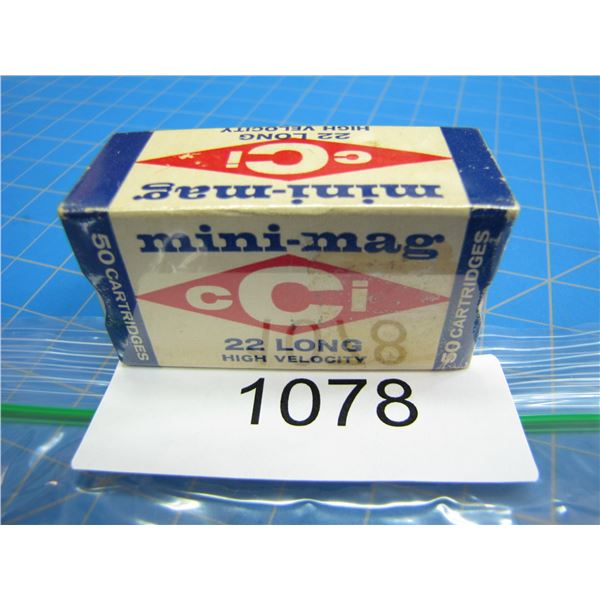 22 LONG
HIGH VELOCITY
CCi
mini-mag
mini-mag
CCi
22 LONG
HIGH VELOCITY
50 CARTRIDGES
50 CARTRIDGES
1078
1078